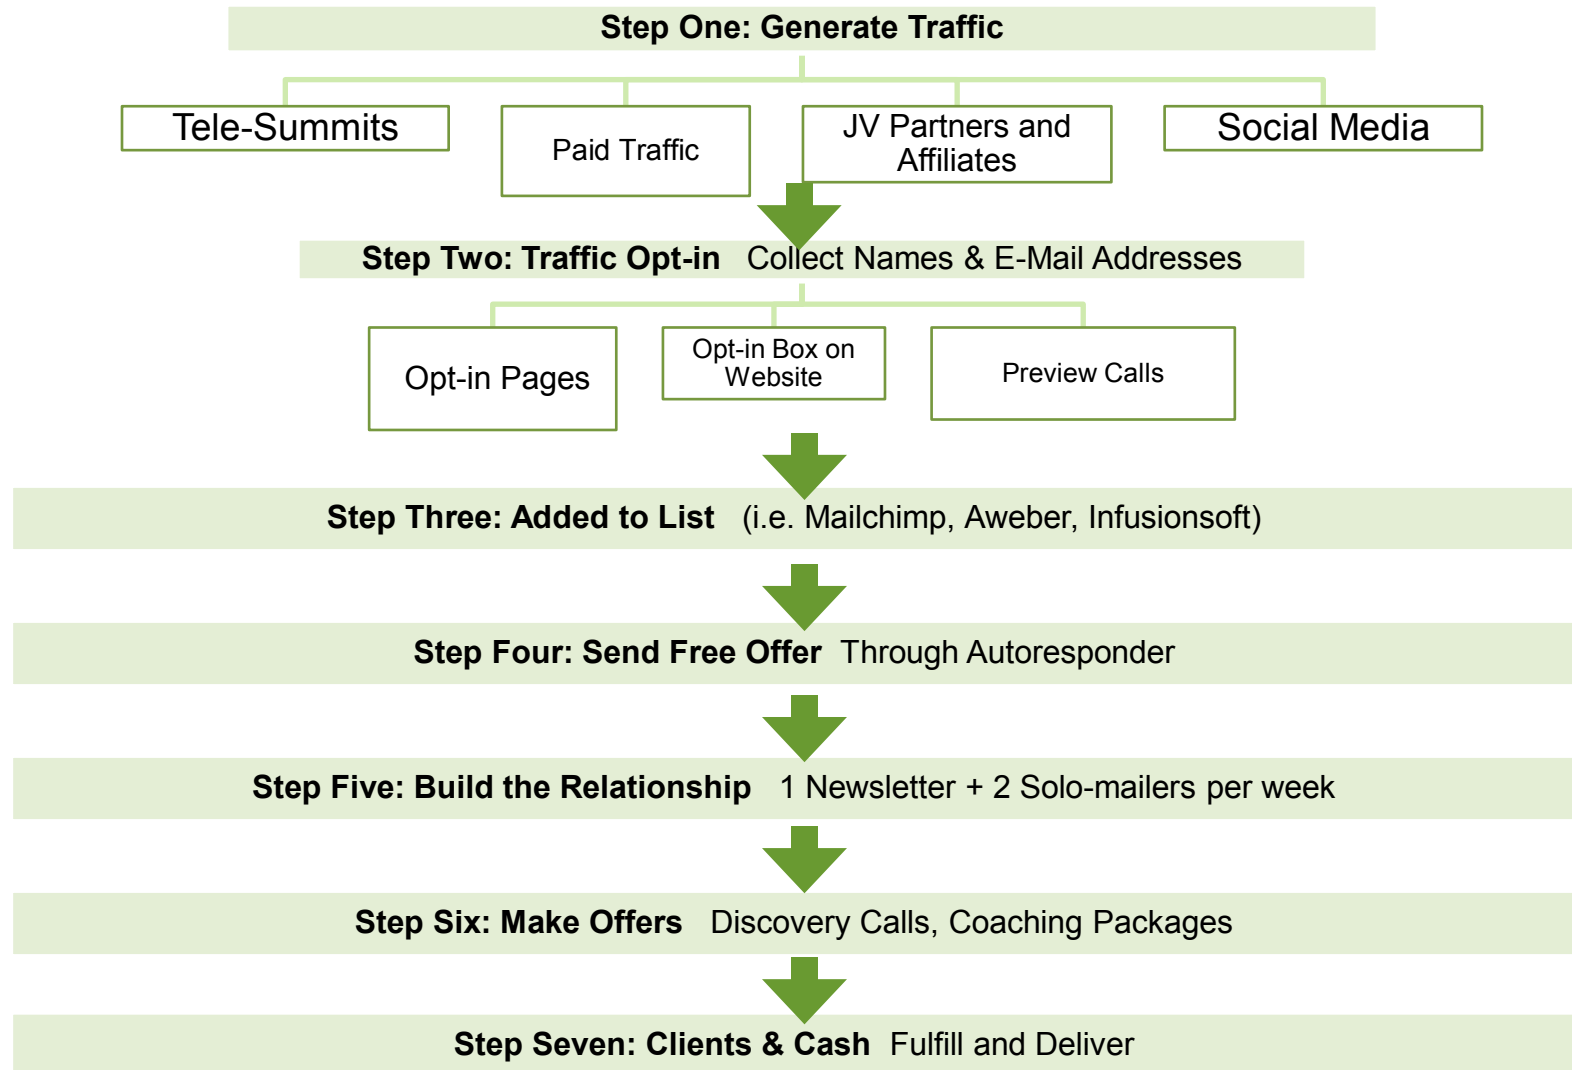 Step One: Generate Traffic
Tele-Summits
Paid Traffic
JV Partners and
Affiliates
Social Media
Step Two: Traffic Opt-in Collect Names & E-Mail Addresses
Opt-in Pages
Opt-in Box on
Website
Preview Calls
Step Three: Added to List (i.e. Mailchimp, Aweber, Infusionsoft)
Step Four: Send Free Offer Through Autoresponder
Step Five: Build the Relationship 1 Newsletter + 2 Solo-mailers per week
Step Six: Make Offers Discovery Calls, Coaching Packages
Step Seven: Clients & Cash Fulfill and Deliver